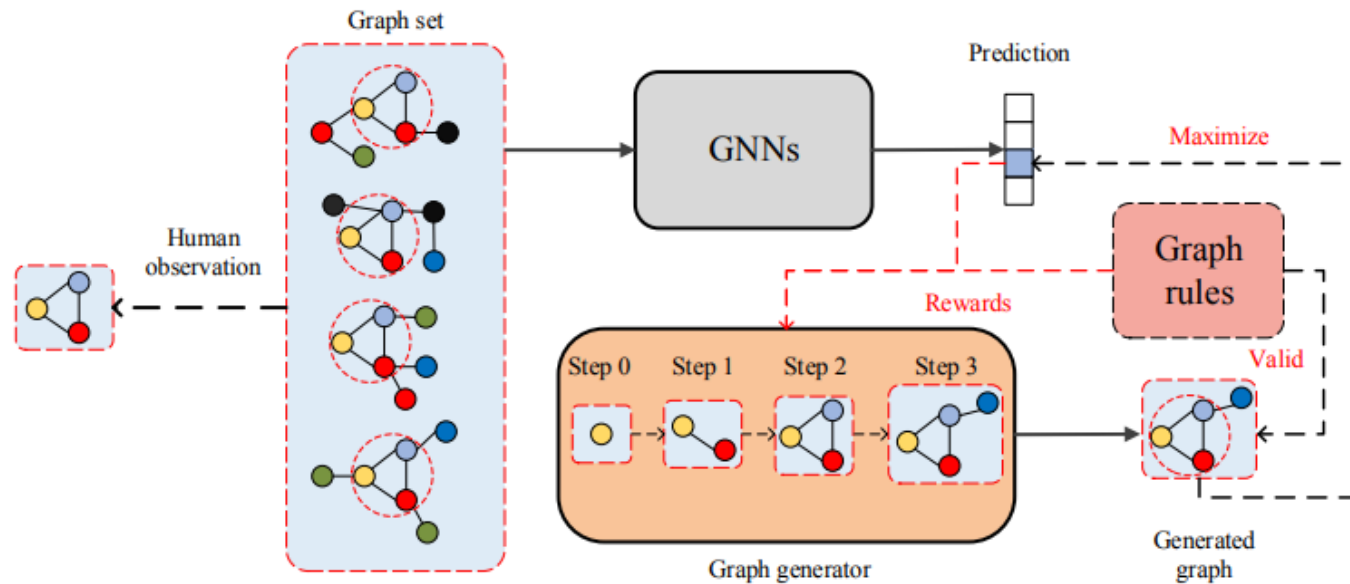 Graph set
Prediction
GNNs
Maximize
Human
observation
Graph
rules
Rewards
Valid
Step 0
Step 1
Step 2
Step 3
Graph generator
Generated
graph